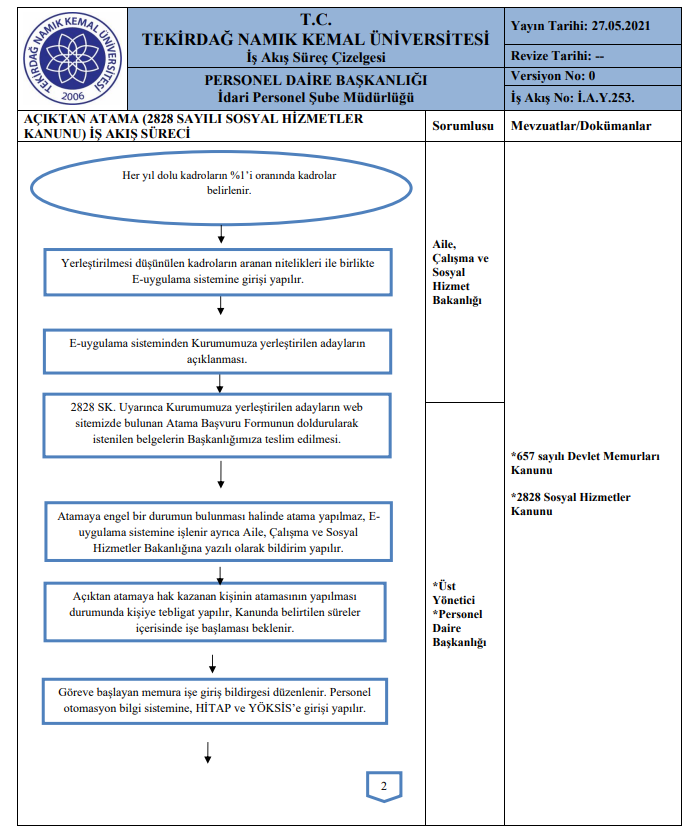 TEKİRDAĞ NAMIK KEMAL ÜNİVERSİTESİ
2006
T.C.
TEKİRDAĞ NAMIK KEMAL ÜNİVERSİTESİ
İş Akış Süreç Çizelgesi
PERSONEL DAİRE BAŞKANLIĞI
İdari Personel Şube Müdürlüğü
Yayın Tarihi: 27.05.2021
Revize Tarihi: --
Versiyon No: 0
İş Akış No: İ.A.Y.253.
AÇIKTAN ATAMA (2828 SAYILI SOSYAL HİZMETLER
KANUNU) İŞ AKIŞ SÜRECİ
Sorumlusu
Mevzuatlar/Dokümanlar
Her yıl dolu kadroların %1’i oranında kadrolar
belirlenir.
Yerleştirilmesi düşünülen kadroların aranan nitelikleri ile birlikte
E-uygulama sistemine girişi yapılır.
E-uygulama sisteminden Kurumumuza yerleştirilen adayların
açıklanması.
2828 SK. Uyarınca Kurumumuza yerleştirilen adayların web
sitemizde bulunan Atama Başvuru Formunun doldurularak
istenilen belgelerin Başkanlığımıza teslim edilmesi.
Atamaya engel bir durumun bulunması halinde atama yapılmaz, E-
uygulama sistemine işlenir ayrıca Aile, Çalışma ve Sosyal
Hizmetler Bakanlığına yazılı olarak bildirim yapılır.
Açıktan atamaya hak kazanan kişinin atamasının yapılması
durumunda kişiye tebligat yapılır, Kanunda belirtilen süreler
içerisinde işe başlaması beklenir.
Göreve başlayan memura işe giriş bildirgesi düzenlenir. Personel
otomasyon bilgi sistemine, HİTAP ve YÖKSİS’e girişi yapılır.
2
Aile,
Çalışma ve
Sosyal
Hizmet
Bakanlığı
*Üst
Yönetici
*Personel
Daire
Başkanlığı
*657 sayılı Devlet Memurları
Kanunu
*2828 Sosyal Hizmetler
Kanunu